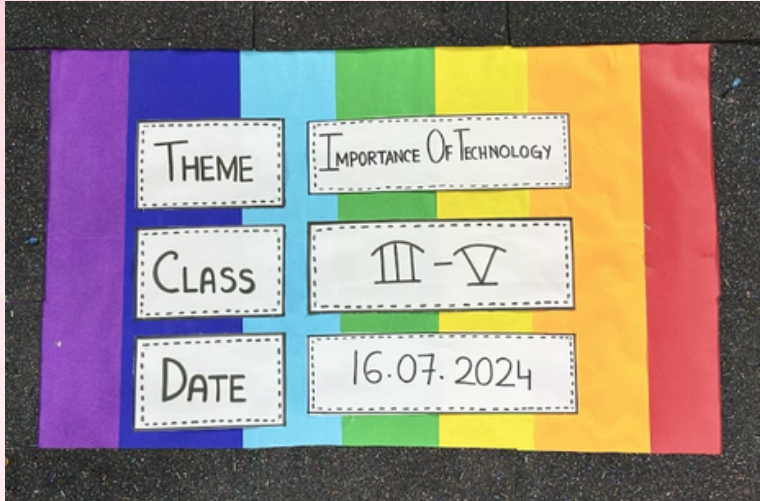 THEME IMPORTANCE OF TECHNOLOGY
CLASS III-V
DATE 16.07.2024